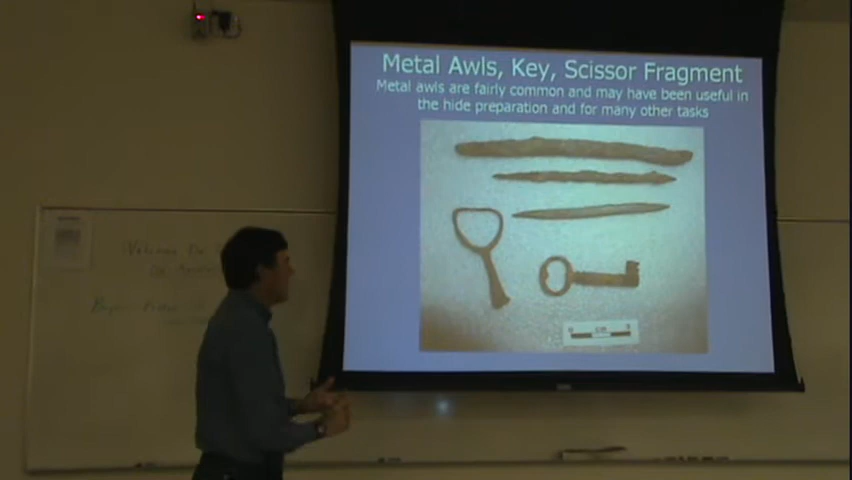 Metal Awls, Key, Scissor Fragment
Metal awls are fairly common and may have been useful in
the hide preparation and for many other tasks
cm